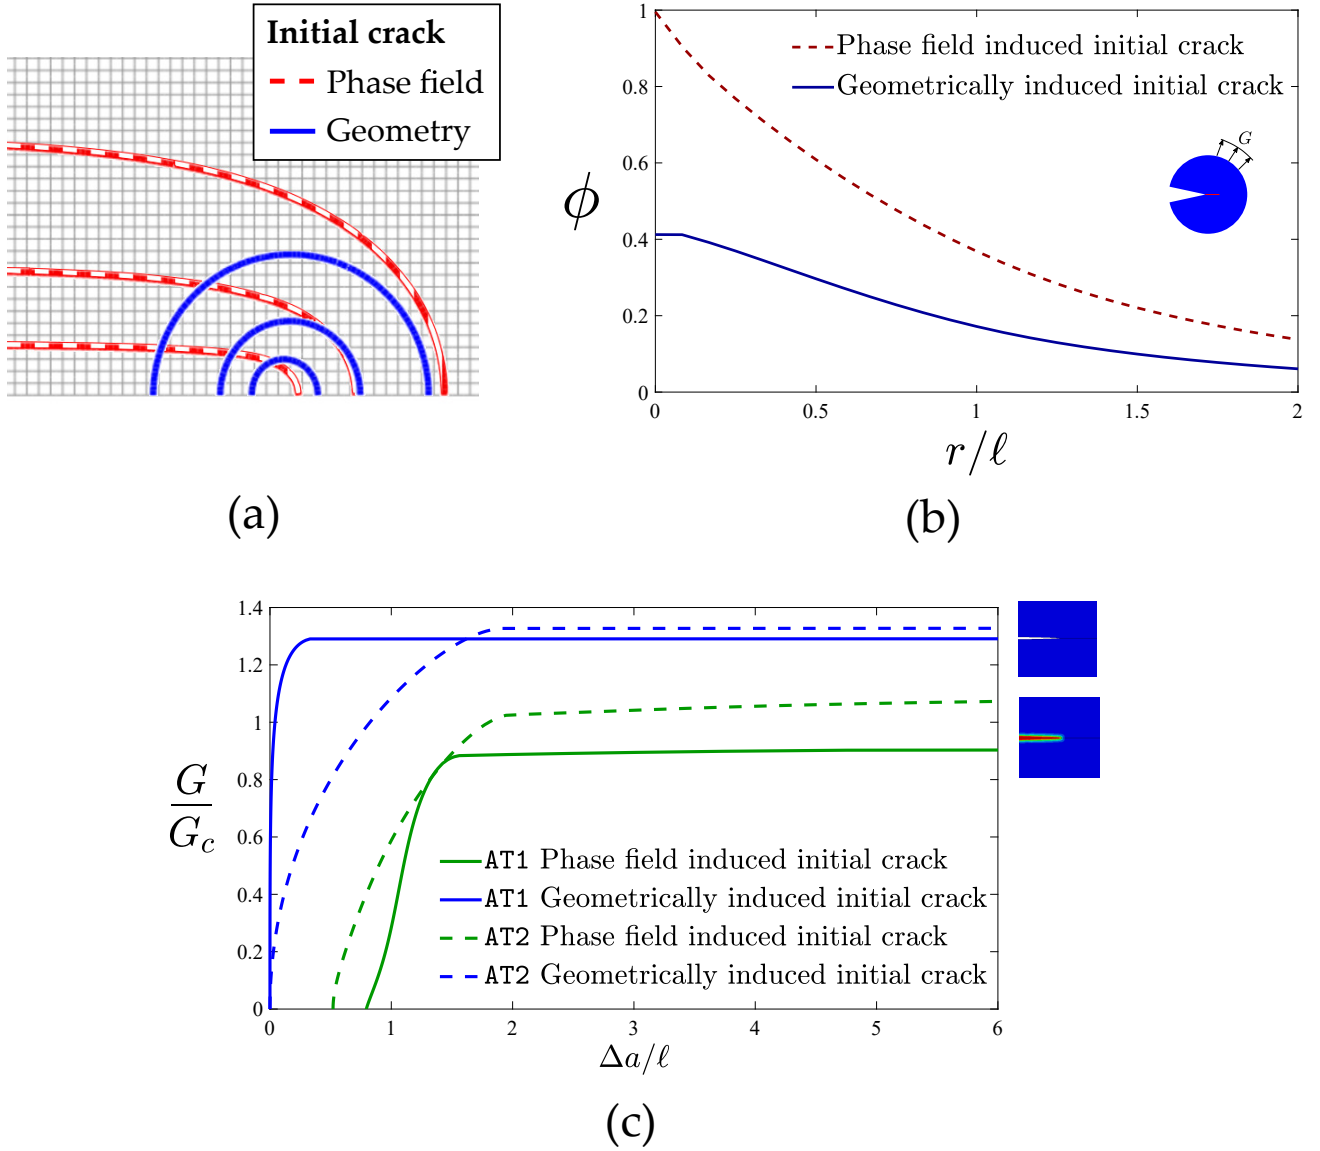 Initial crack
Phase field
Geometry
(a)
1
0.8
0.6
0.4
0.2
0
ϕ
Phase field induced initial crack
Geometrically induced initial crack
G
0
0.5
1
1.5
2
r/ℓ
(b)
1.4
1.2
1
0.8
0.6
0.4
0.2
0
G
G_c
AT1 Phase field induced initial crack
AT1 Geometrically induced initial crack
AT2 Phase field induced initial crack
AT2 Geometrically induced initial crack
0
1
2
3
4
5
6
Δa/ℓ
(c)